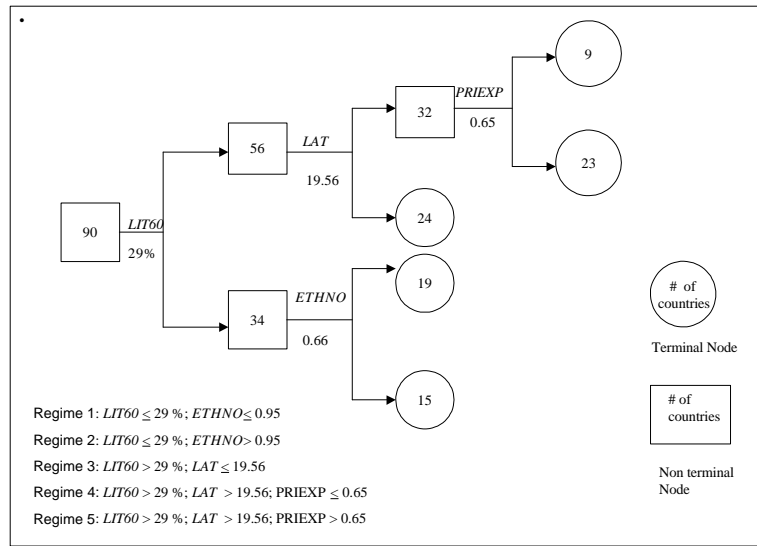 •
9
PRIEXP
32
0.65
56
LAT
23
19.56
24
90
LIT60
29%
19
ETHNO
34
0.66
15
# of
countries
Terminal Node
# of
countries
Non terminal
Node
Regime 1: LIT60 ≤ 29 %; ETHNO ≤ 0.95
Regime 2: LIT60 ≤ 29 %; ETHNO > 0.95
Regime 3: LIT60 > 29 %; LAT ≤ 19.56
Regime 4: LIT60 > 29 %; LAT > 19.56; PRIEXP ≤ 0.65
Regime 5: LIT60 > 29 %; LAT > 19.56; PRIEXP > 0.65